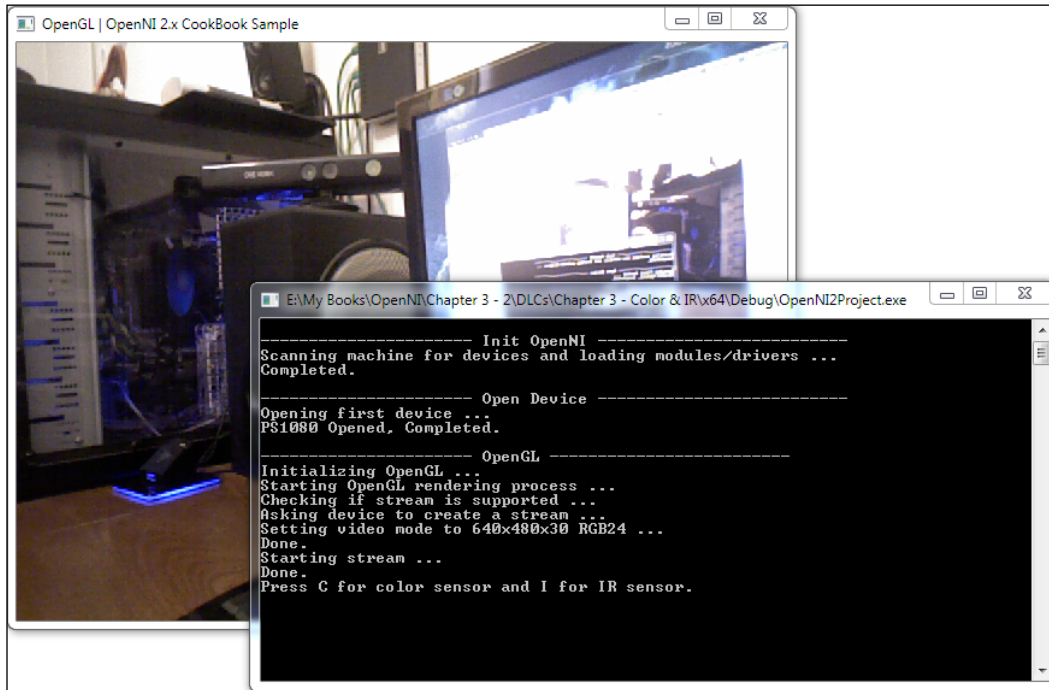 OpenGL | OpenNI 2.x CookBook Sample
E:\My Books\OpenNI\Chapter 3 - 2\DLCs\Chapter 3 - Color & IR\x64\Debug\OpenNI2Project.exe
---------------------- Init OpenNI --------------------------
Scanning machine for devices and loading modules/drivers ...
Completed.
---------------------- Open Device --------------------------
Opening first device ...
PS1080 Opened, Completed.
---------------------- OpenGL -------------------------
Initializing OpenGL ...
Starting OpenGL rendering process ...
Checking if stream is supported ...
Asking device to create a stream ...
Setting video mode to 640x480x30 RGB24 ...
Done.
Starting stream ...
Done.
Press C for color sensor and I for IR sensor.